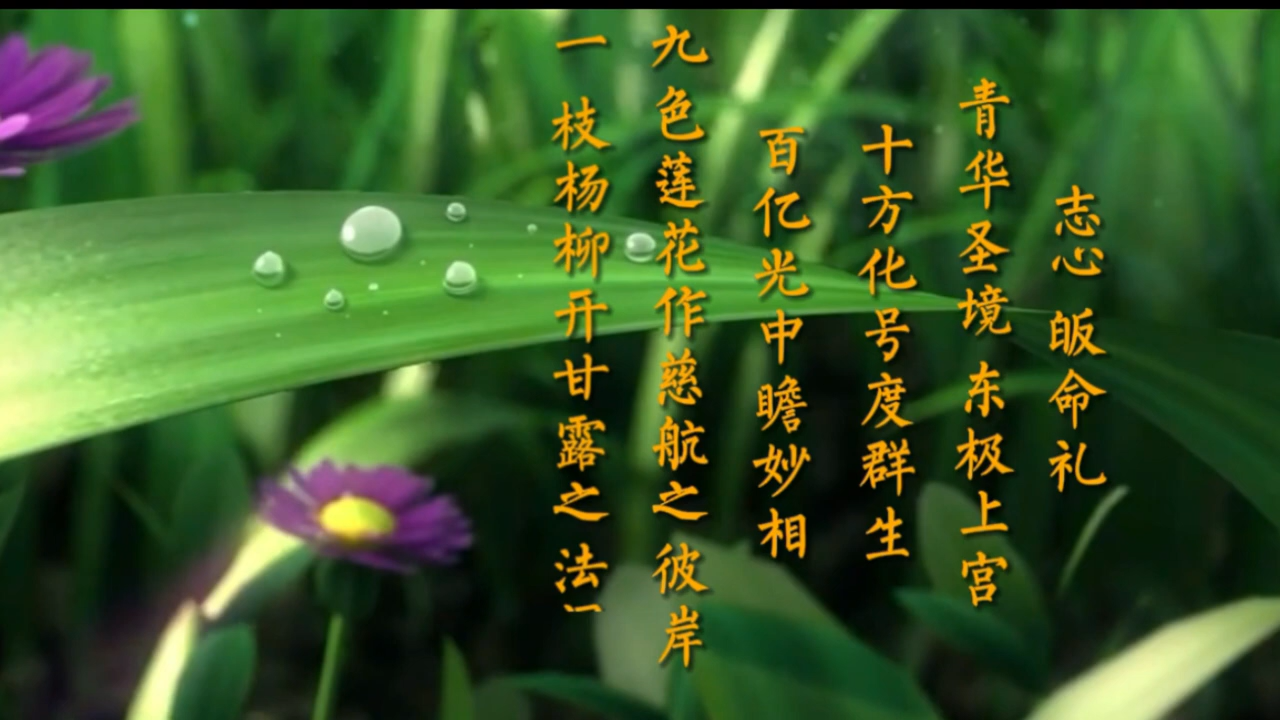 志心皈命礼
青华圣境东极上宫
十方化号度群生
百亿光中瞻妙相
九色莲花作慈航之彼岸
一枝杨柳开甘露之法